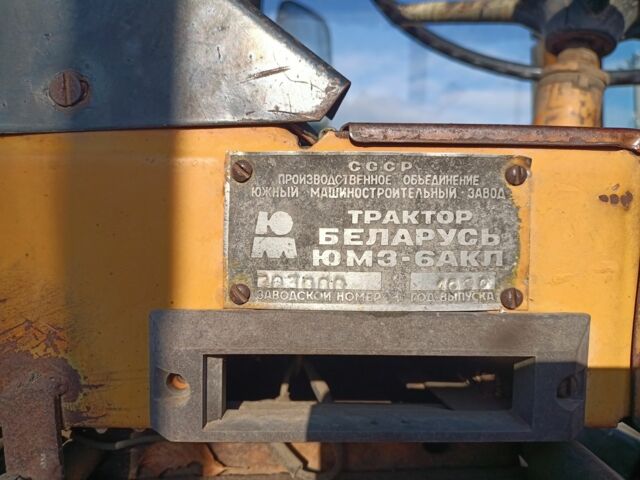 СССР
ПРОИЗВОДСТВЕННОЕ ОБЪЕДИНЕНИЕ
ЮЖНЫЙ МАШИНОСТРОИТЕЛЬНЫЙ ЗАВОД
ТРАКТОР
БЕЛАРУСЬ
ЮМЗ-6АКЛ
ЗАВОДСКОЙ НОМЕР ГОД ВЫПУСКА